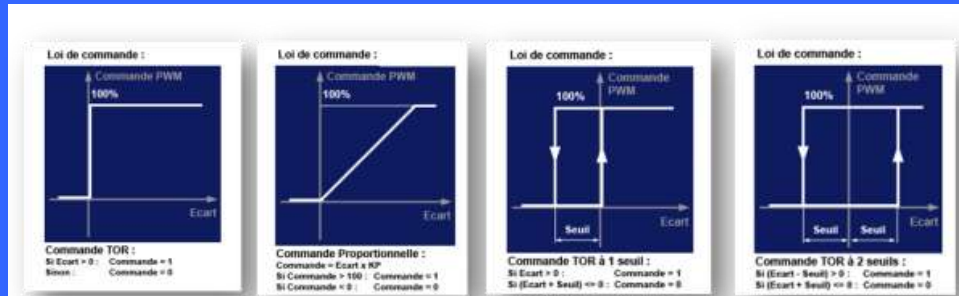 Loi de commande :
Commande PWM
100%
Ecart
Commande TOR :
Si Ecart > 0 : Commande = 1
Sinon : Commande = 0
Loi de commande :
Commande PWM
100%
Ecart
Commande Proportionnelle :
Commande = Ecart x KP
Si Commande > 100 : Commande = 1
Si Commande < 0 : Commande = 0
Loi de commande :
Commande
PWM
100%
Ecart
Seuil
Commande TOR à 1 seuil :
Si Ecart > 0 : Commande = 1
Si (Ecart + Seuil) <= 0 : Commande = 0
Loi de commande :
Commande
PWM
100%
Ecart
Seuil Seuil
Commande TOR à 2 seuils :
Si (Ecart - Seuil) > 0 : Commande = 1
Si (Ecart + Seuil) <= 0 : Commande = 0